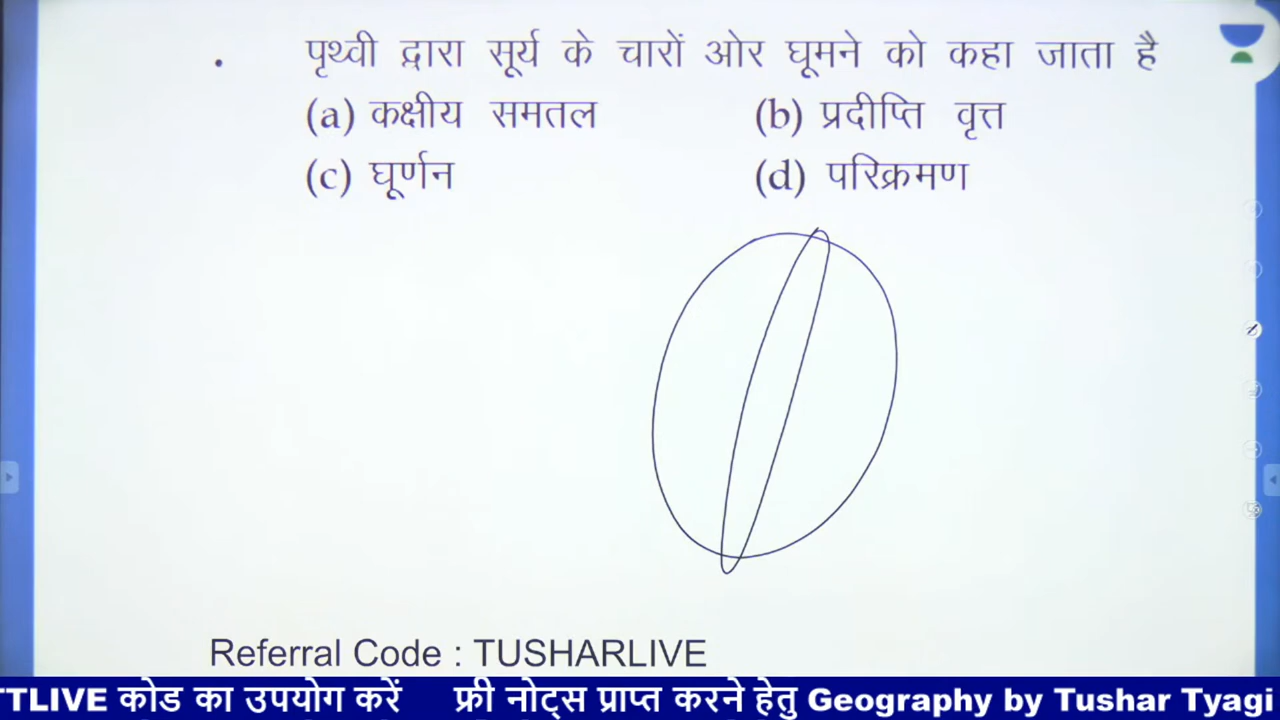 . पृथ्वी द्वारा सूर्य के चारों ओर घूमने को कहा जाता है
(a) कक्षीय समतल (b) प्रदीप्ति वृत्त
(c) घूर्णन (d) परिक्रमण
Referral Code : TUSHARLIVE
TLIVE कोड का उपयोग करें फ्री नोट्स प्राप्त करने हेतु Geography by Tushar Tyagi